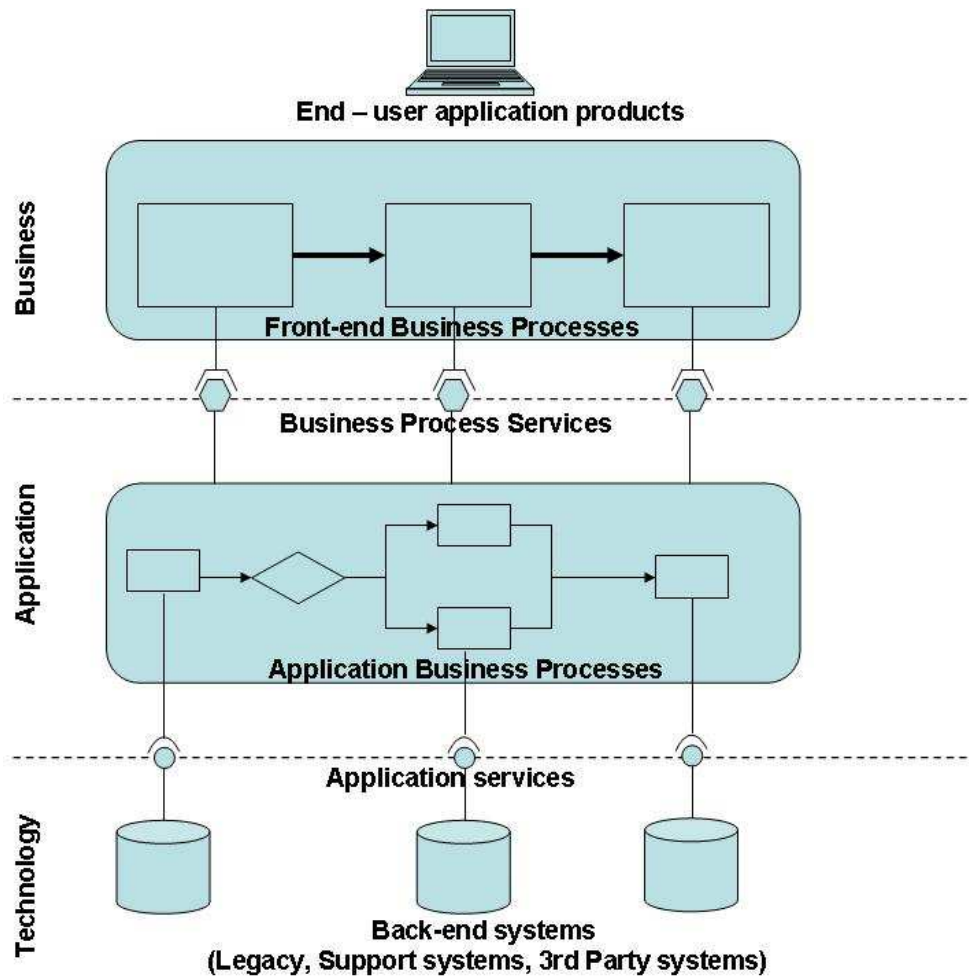 End – user application products
Business
Front-end Business Processes
Business Process Services
Application
Application Business Processes
Application services
Technology
Back-end systems
(Legacy, Support systems, 3rd Party systems)